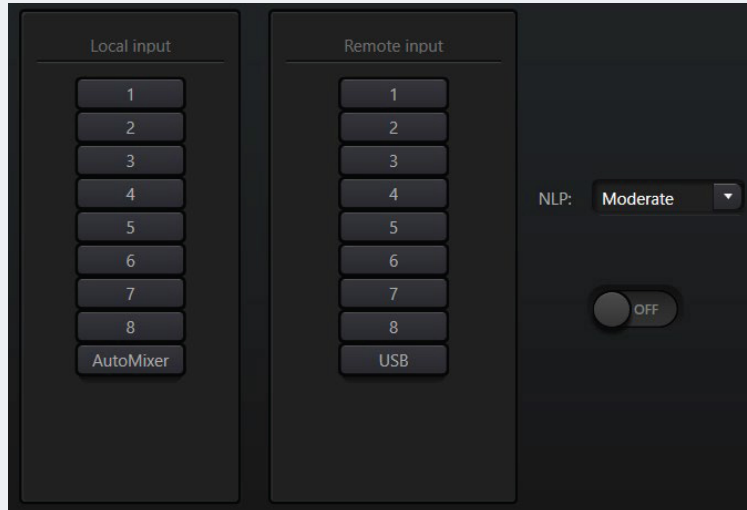 Local input
1
2
3
4
5
6
7
8
AutoMixer
Remote input
1
2
3
4
5
6
7
8
USB
NLP: Moderate
OFF